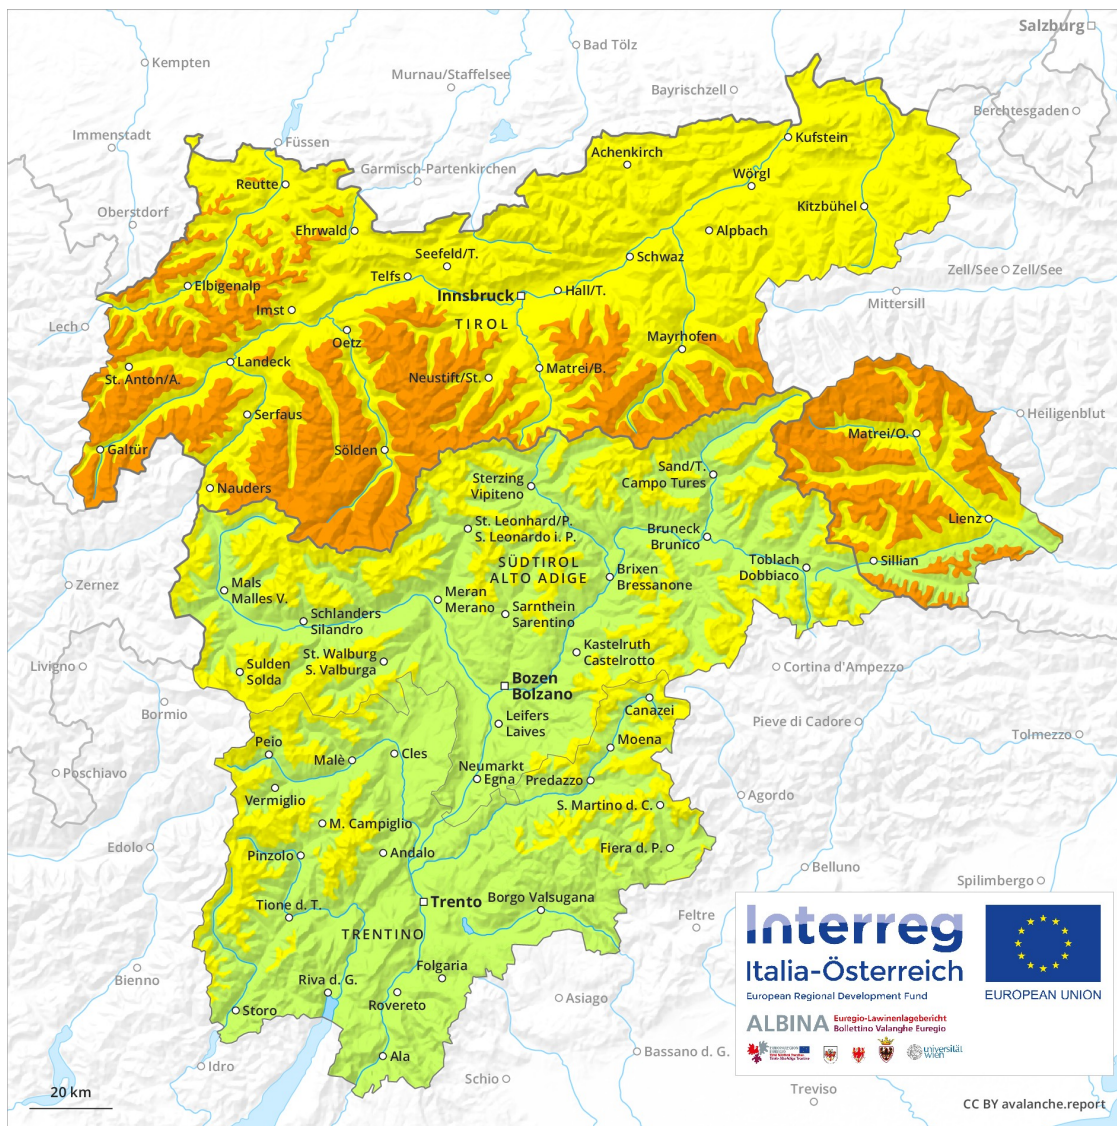 Salzburg
Bad Tölz
Kempten
Murnau/Staffelsee
Bayrischzell
Berchtesgaden
Immenstadt
Füssen
Kufstein
Achenkirch
Garmisch-Partenkirchen
Wörgl
Reutte
Oberstdorf
Kitzbühel
Ehrwald
Alpbach
Seefeld/T.
Schwaz
Telfs
Zell/See
Zell/See
Elbigenalp
Hall/T.
Innsbruck
Mittersill
Imst
TIROL
Lech
Oetz
Mayrhofen
Landeck
Matrei/B.
St. Anton/A.
Neustift/St.
Serfaus
Heiligenblut
Matrei/O.
Galtür
Sölden
Sand/T.
Campo Tures
Sterzing
Vipiteno
Nauders
Lienz
St. Leonhard/P.
S. Leonardo i. P.
Bruneck
Brunico
SÜDTIROL
ALTO ADIGE
Toblach
Dobbiaco
Sillian
Brixen
Bressanone
Zernez
Mals
Malles V.
Meran
Merano
Sarnthein
Sarentino
Schlanders
Silandro
Kastelruth
Castelrotto
St. Walburg
S. Valburga
Livigno
Sulden
Solda
Cortina d'Ampezzo
Bozen
Bolzano
Bormio
Canazei
Leifers
Laives
Pieve di Cadore
Tolmezzo
Peio
Moena
Malè
Cles
Neumarkt
Egna
Predazzo
Poschiavo
Vermiglio
Agordo
S. Martino d. C.
M. Campiglio
Edolo
Pinzolo
Andalo
Fiera d. P.
Belluno
Spilimbergo
Trento
Borgo Valsugana
Tione d. T.
Feltre
TRENTINO
Folgaria
Bienno
Riva d. G.
Rovereto
Asiago
Storo
Ala
Bassano d. G.
Idro
Schio
Treviso
20 km
Interreg
Italia-Österreich
European Regional Development Fund
EUROPEAN UNION
ALBINA
Euregio-Lawinenlagebericht
Bollettino Valanghe Euregio
universität
wien
CC BY avalanche.report